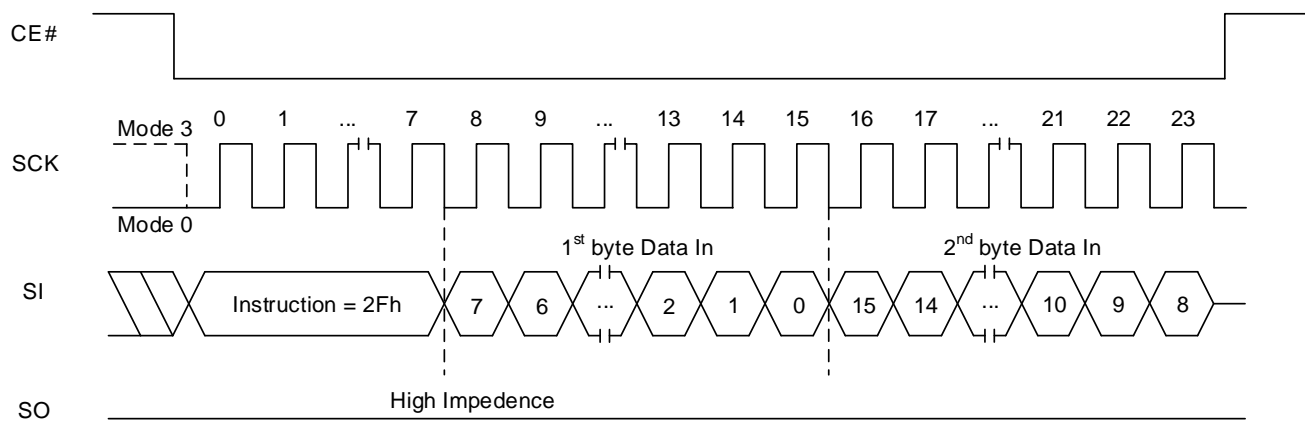 CE#
Mode 3 0 1 ... 7 8 9 ... 13 14 15 16 17 ... 21 22 23
SCK
Mode 0
1st byte Data In 2nd byte Data In
SI Instruction = 2Fh 7 6 ... 2 1 0 15 14 ... 10 9 8
High Impedence
SO